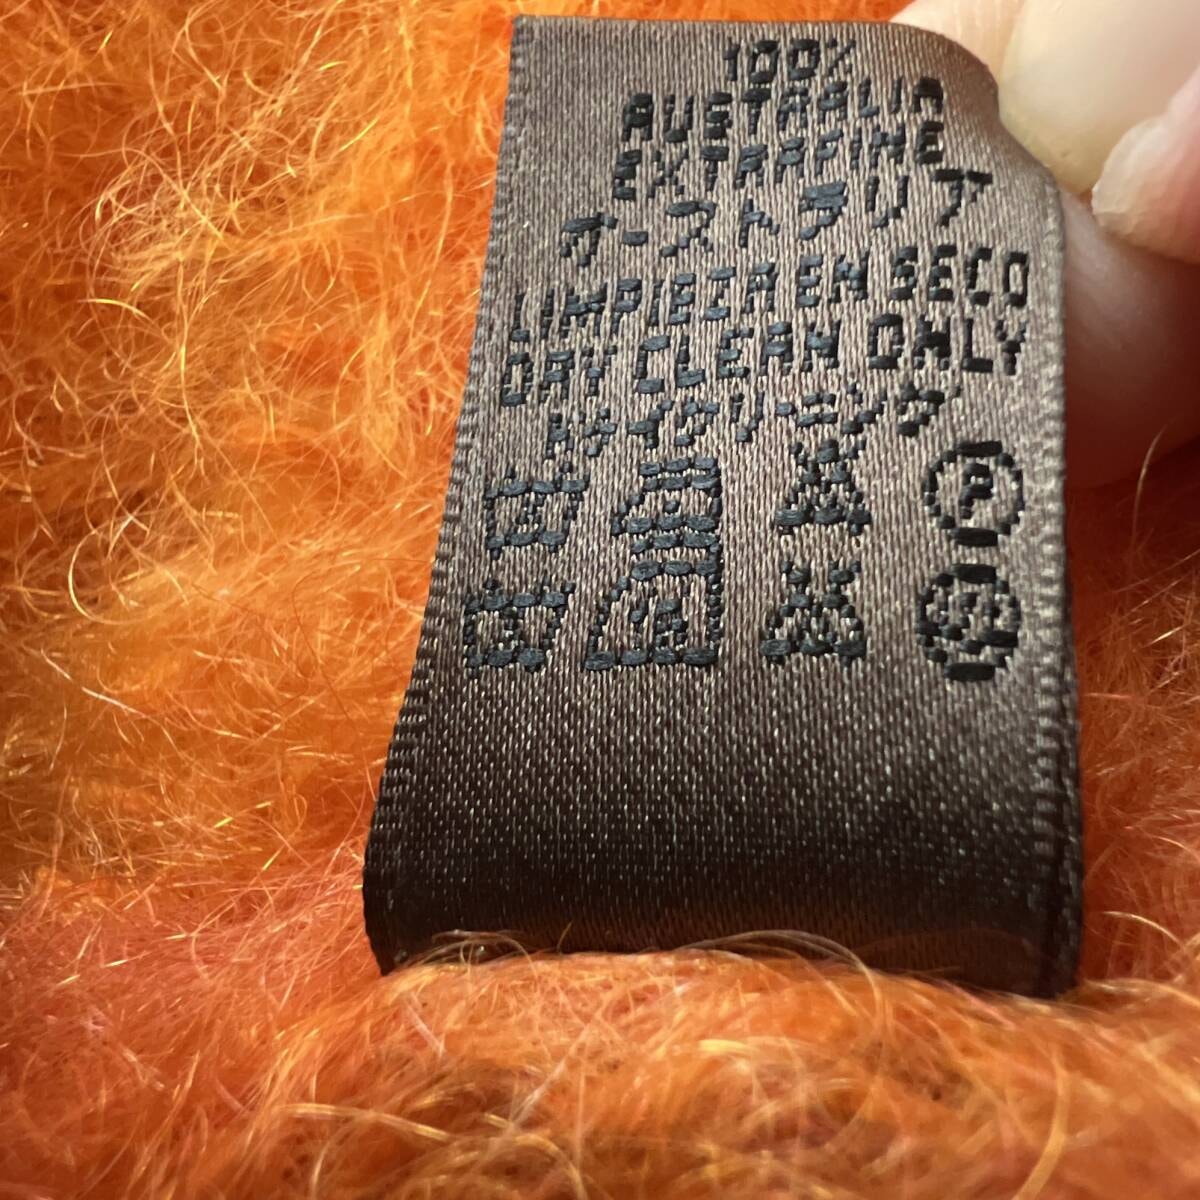 100%
AUSTRALIA
EXTRAFINE
オーストラリア
LIMPIEZA EN SECO
DRY CLEAN ONLY
ドライクリーニング
P